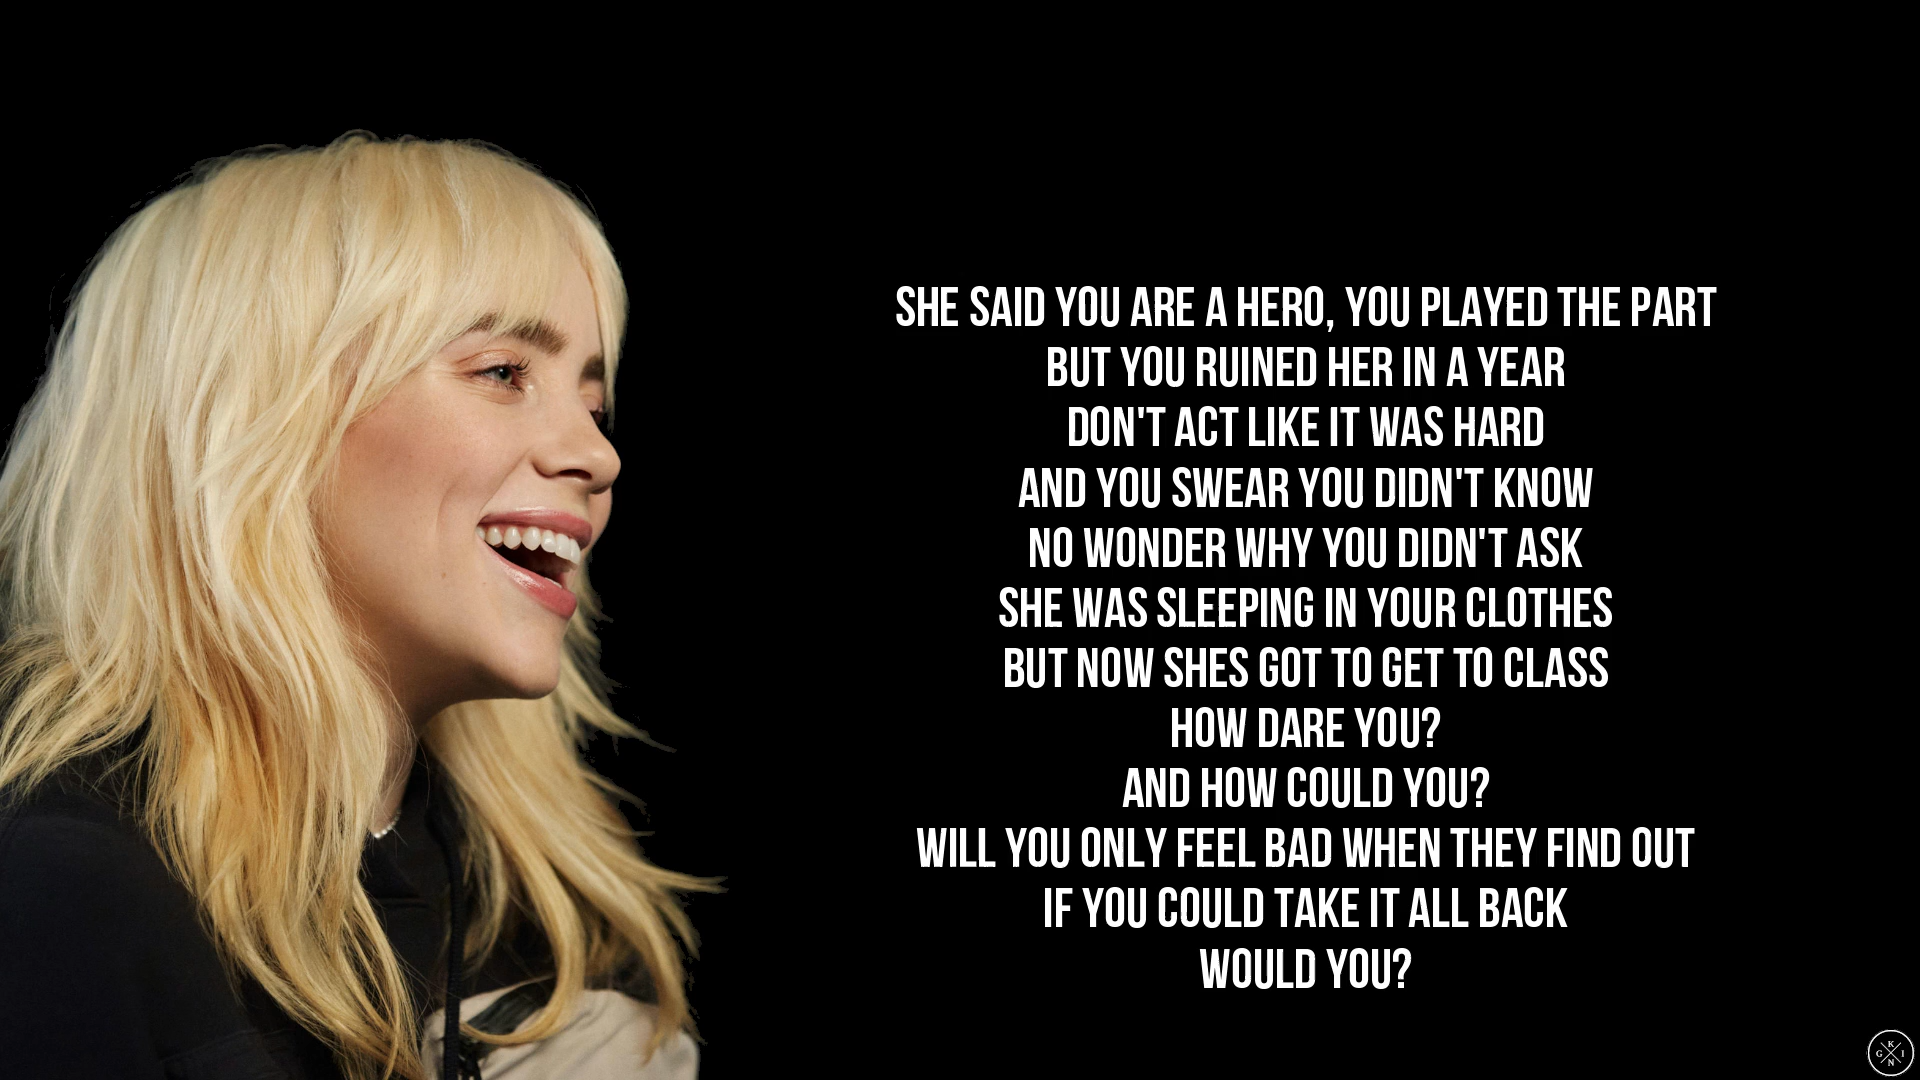 SHE SAID YOU ARE A HERO, YOU PLAYED THE PART
BUT YOU RUINED HER IN A YEAR
DON'T ACT LIKE IT WAS HARD
AND YOU SWEAR YOU DIDN'T KNOW
NO WONDER WHY YOU DIDN'T ASK
SHE WAS SLEEPING IN YOUR CLOTHES
BUT NOW SHES GOT TO GET TO CLASS
HOW DARE YOU?
AND HOW COULD YOU?
WILL YOU ONLY FEEL BAD WHEN THEY FIND OUT
IF YOU COULD TAKE IT ALL BACK
WOULD YOU?
K
G I
N